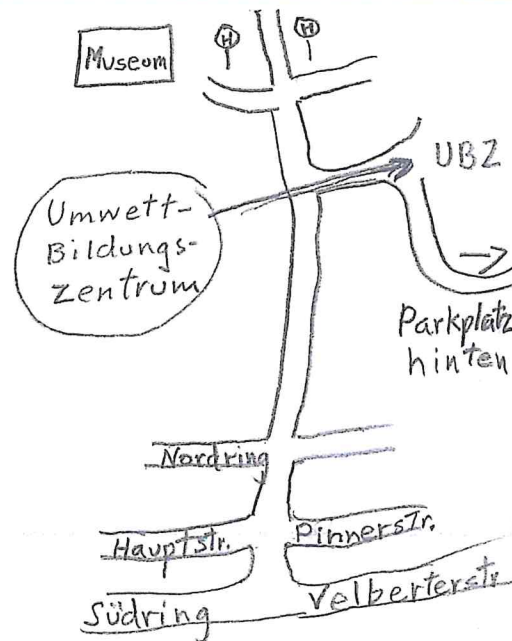 H
H
Museum
UBZ
Umwelt-
Bildungs-
zentrum
Parkplatz
hinten
Nordring
Hauptstr.
Pinnerstr.
Südring
Velberterstr